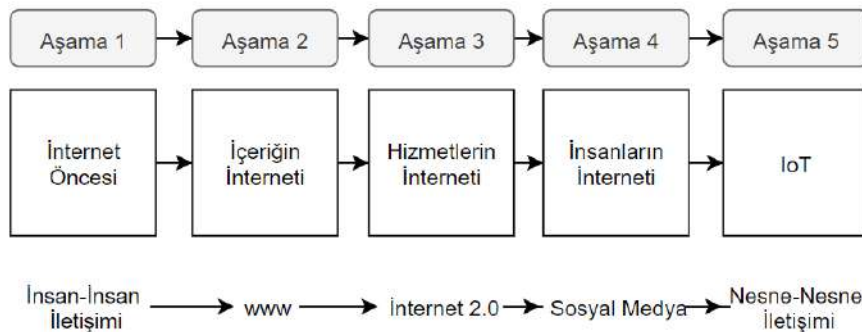 Aşama 1 Aşama 2 Aşama 3 Aşama 4 Aşama 5
İnternet Öncesi
İçeriğin İnterneti
Hizmetlerin İnterneti
İnsanların İnterneti
IoT
İnsan-İnsan İletişimi
www
İnternet 2.0
Sosyal Medya
Nesne-Nesne İletişimi